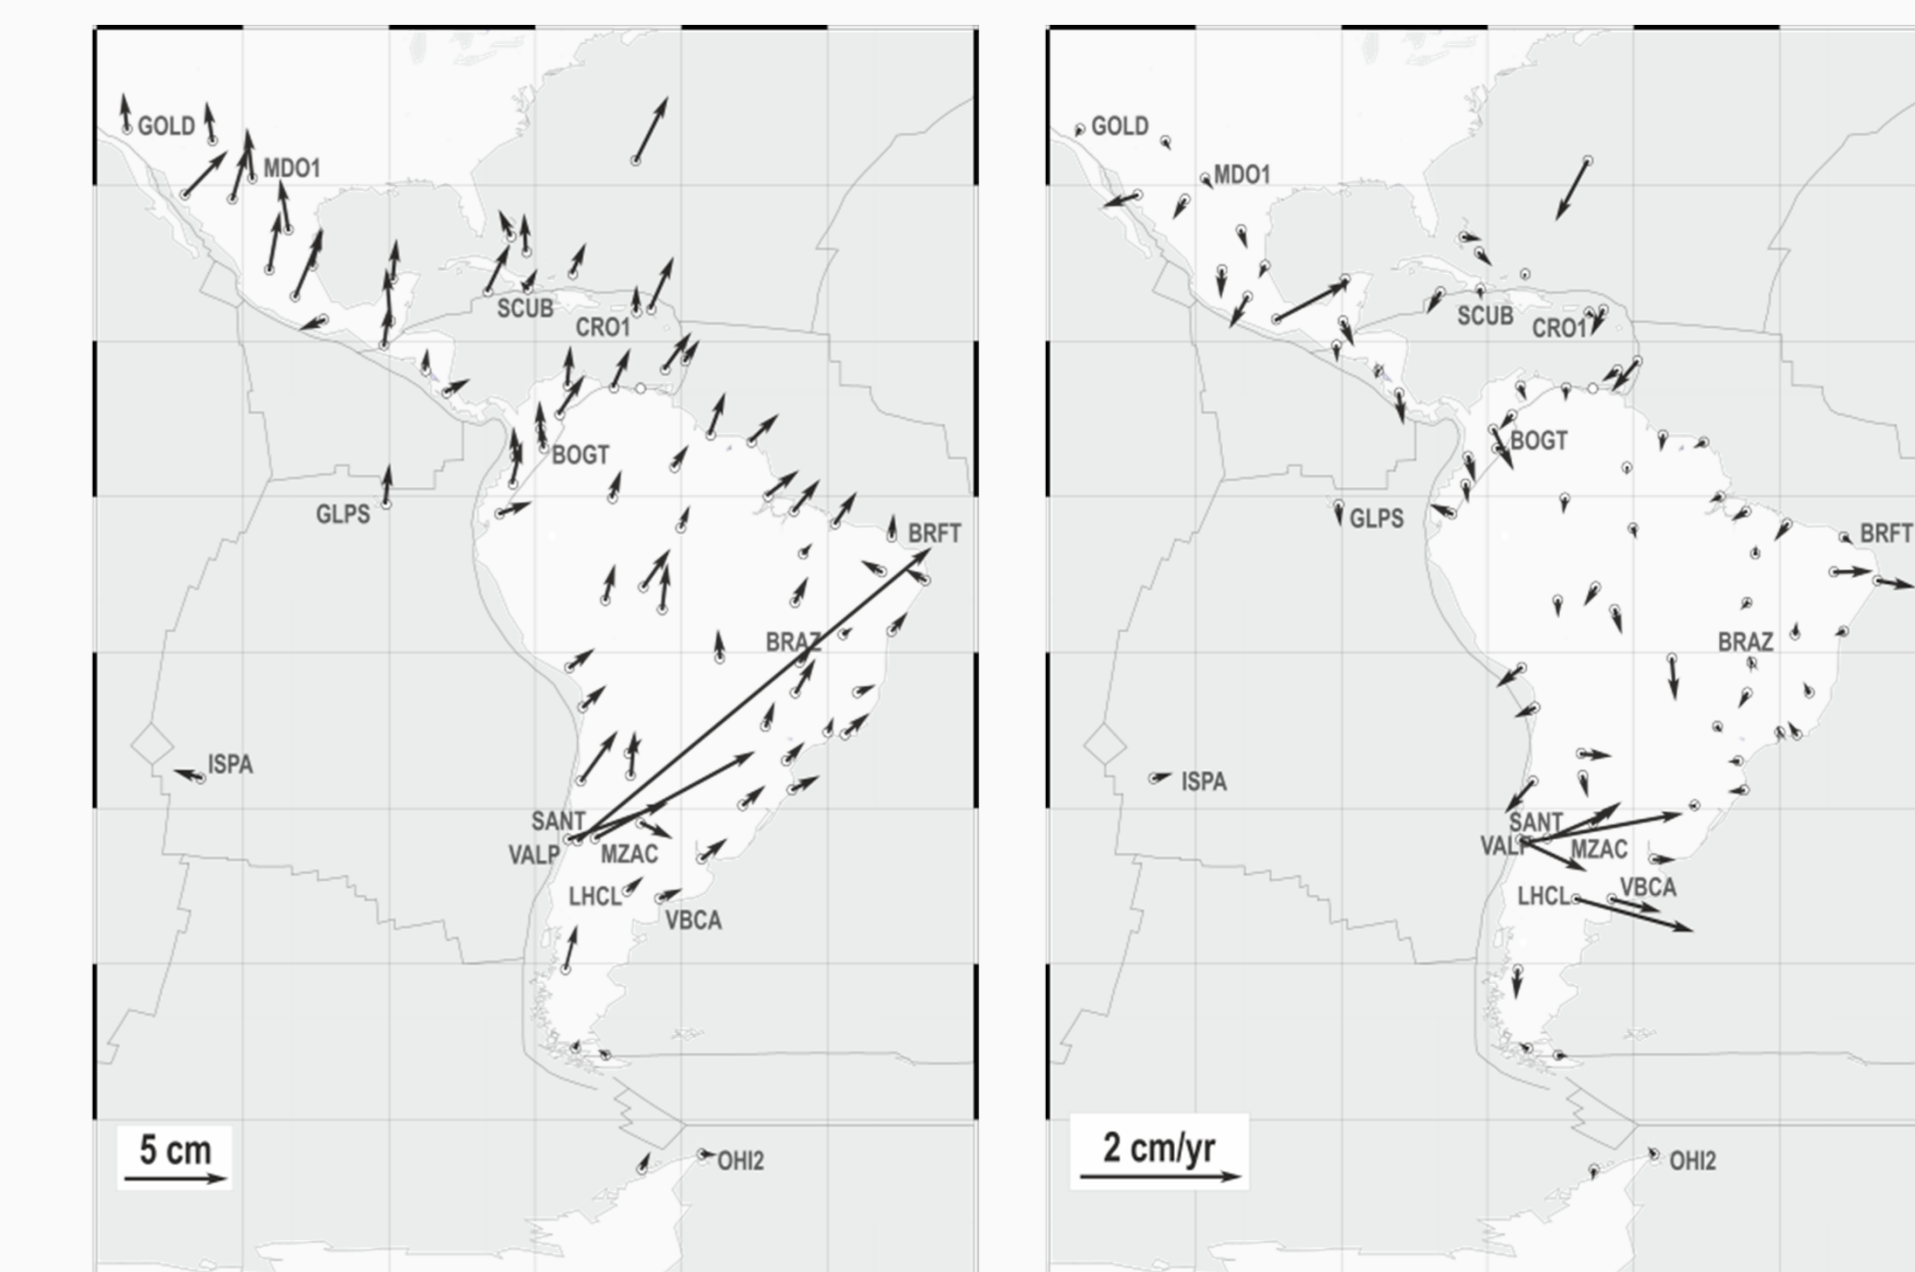 GOLD
MDO1
SCUB
CRO1
BOGT
GLPS
BRFT
BRAZ
ISPA
SANT
VALP
MZAC
LHCL
VBCA
5 cm
OHI2
GOLD
MDO1
SCUB
CRO1
BOGT
GLPS
BRFT
BRAZ
ISPA
SANT
VALP
MZAC
LHCL
VBCA
2 cm/yr
OHI2